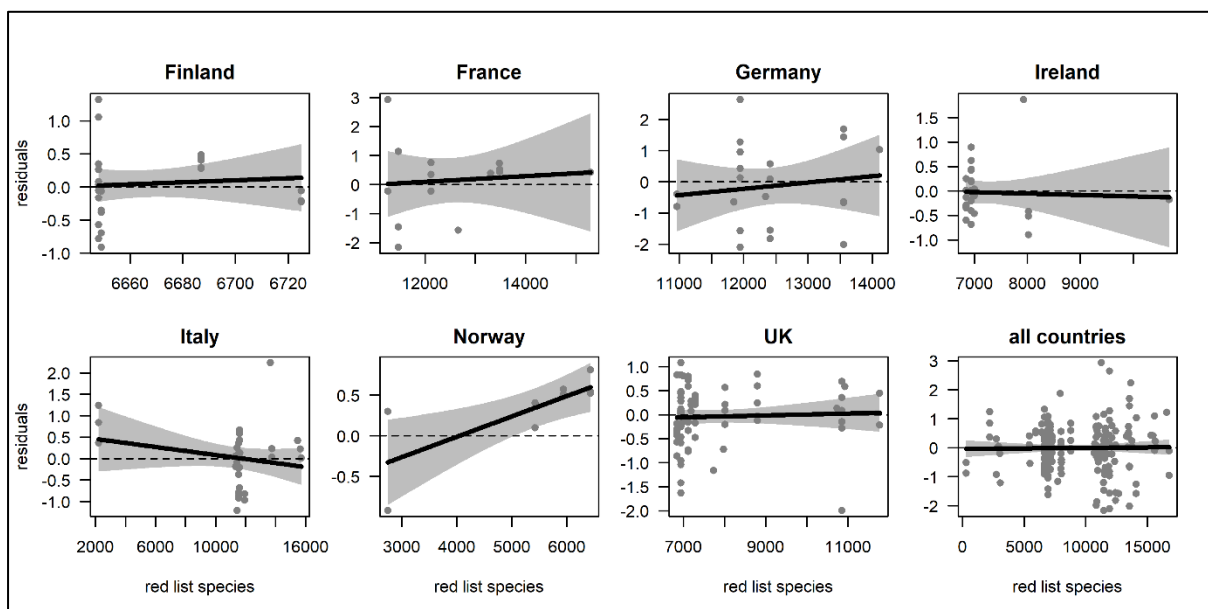 Finland France Germany Ireland
residuals
1.0
0.5
0.0
-0.5
-1.0
6660 6680 6700 6720
3
2
1
0
-1
-2
12000 14000
2
1
0
-1
-2
11000 12000 13000 14000
1.5
1.0
0.5
0.0
-0.5
-1.0
7000 8000 9000
Italy Norway UK all countries
residuals
2.0
1.5
1.0
0.5
0.0
-0.5
-1.0
2000 6000 10000 16000
red list species
0.5
0.0
-0.5
3000 4000 5000 6000
red list species
1.0
0.5
0.0
-0.5
-1.0
-2.0
7000 9000 11000
red list species
3
2
1
0
-2
0 5000 10000 15000
red list species